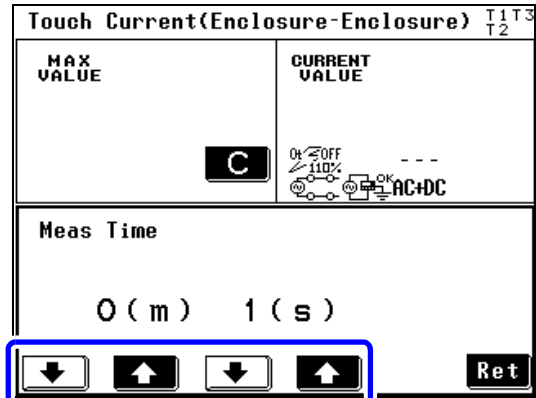 Touch Current(Enclosure-Enclosure) T1T3
T2
MAX
VALUE
C
CURRENT
VALUE
OFF
110%
- - -
OK
AC+DC
Meas Time
0(m) 1(s)
Ret